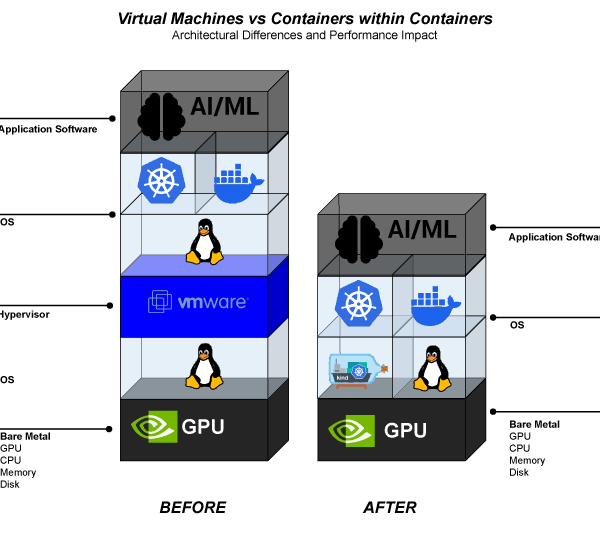 Virtual Machines vs Containers within Containers
Architectural Differences and Performance Impact
AI/ML
Application Software
OS
vmware
Hypervisor
OS
GPU
Bare Metal
GPU
CPU
Memory
Disk
BEFORE
AI/ML
Application Software
OS
kind
GPU
Bare Metal
GPU
CPU
Memory
Disk
AFTER